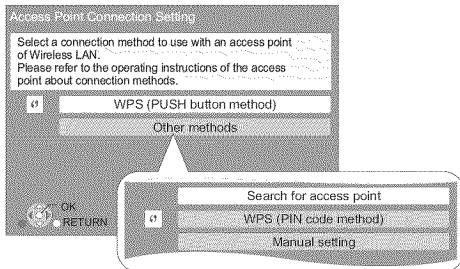 Access Point Connection Setting
Select a connection method to use with an access point
of Wireless LAN.
Please refer to the operating instructions of the access
point about connection methods.
WPS (PUSH button method)
Other methods
OK
RETURN
Search for access point
WPS (PIN code method)
Manual setting